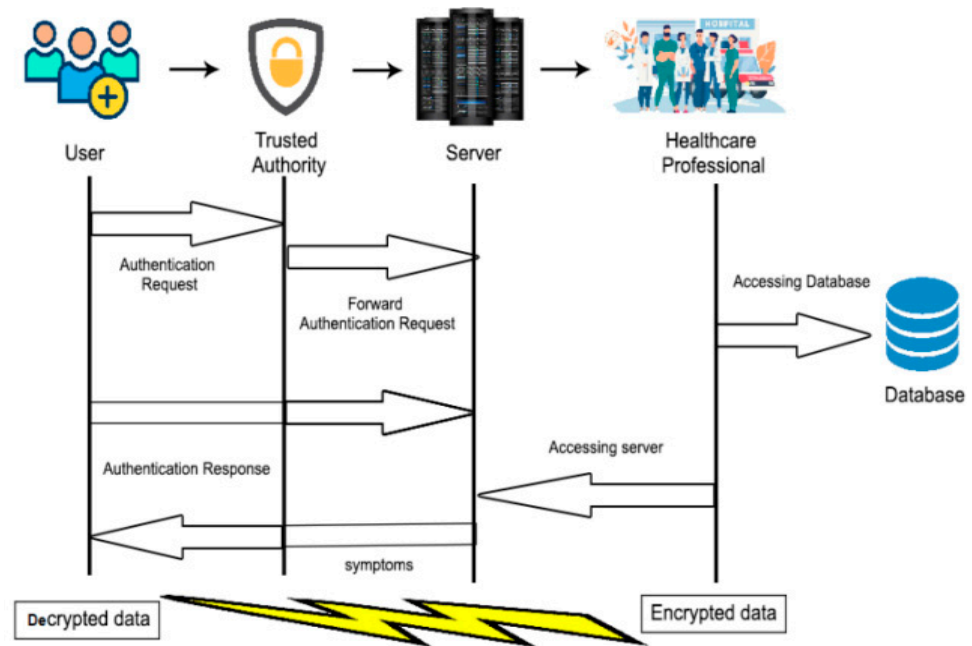 HOSPITAL
User
Trusted
Authority
Server
Healthcare
Professional
Authentication
Request
Forward
Authentication Request
Accessing Database
Database
Authentication Response
Accessing server
symptoms
Decrypted data
Encrypted data